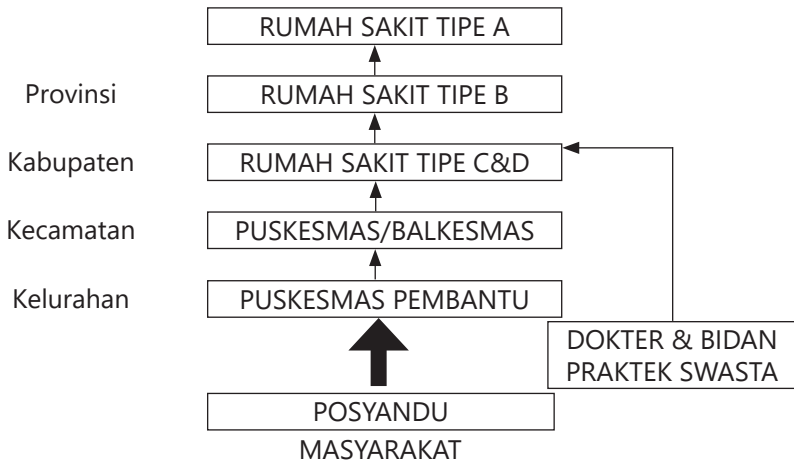 RUMAH SAKIT TIPE A
Provinsi
RUMAH SAKIT TIPE B
Kabupaten
RUMAH SAKIT TIPE C&D
Kecamatan
PUSKESMAS/BALKESMAS
Kelurahan
PUSKESMAS PEMBANTU
DOKTER & BIDAN
PRAKTEK SWASTA
POSYANDU
MASYARAKAT